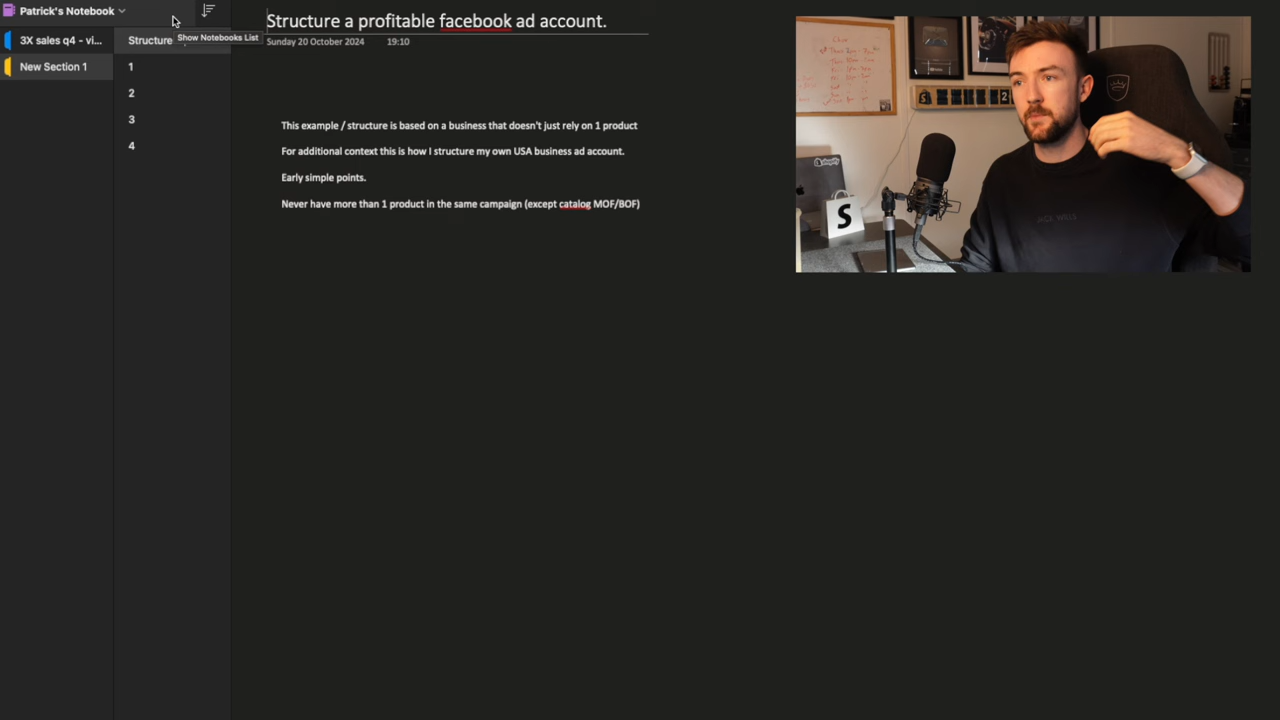 Patrick's Notebook
Show Notebooks List
3X sales q4 - vi...
New Section 1
Structure
1
2
3
4
Structure a profitable facebook ad account.
Sunday 20 October 2024 19:10
This example / structure is based on a business that doesn't just rely on 1 product
For additional context this is how I structure my own USA business ad account.
Early simple points.
Never have more than 1 product in the same campaign (except catalog MOF/BOF)
shopify
S
JACK WILLS